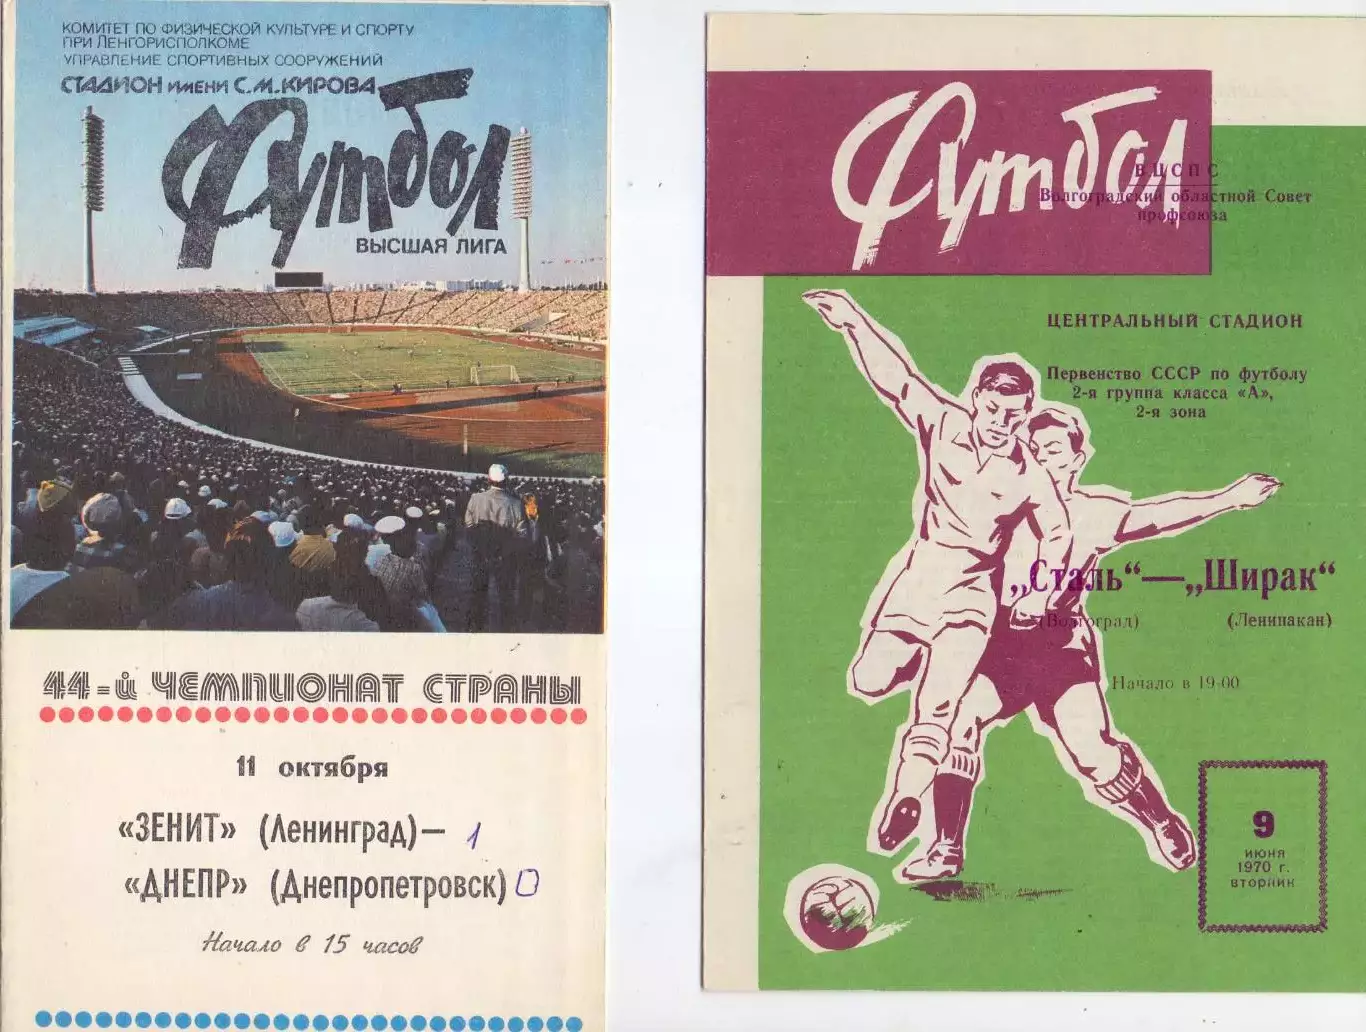 КОМИТЕТ ПО ФИЗИЧЕСКОЙ КУЛЬТУРЕ И СПОРТУ
ПРИ ЛЕНГОРИСПОЛКОМЕ
УПРАВЛЕНИЕ СПОРТИВНЫХ СООРУЖЕНИЙ
СТАДИОН ИМЕНИ С.М.КИРОВА
Футбол
ВЫСШАЯ ЛИГА
44-й ЧЕМПИОНАТ СТРАНЫ
11 октября
«ЗЕНИТ» (Ленинград)— 1
«ДНЕПР» (Днепропетровск) 0
Начало в 15 часов
Футбол
ВЦСПС
Волгоградский областной Совет
профсоюза
ЦЕНТРАЛЬНЫЙ СТАДИОН
Первенство СССР по футболу
2-я группа класса «А»,
2-я зона
„Сталь“—„Ширак“
(Волгоград) (Ленинакан)
Начало в 19-00
9
июня
1970 г.
вторник